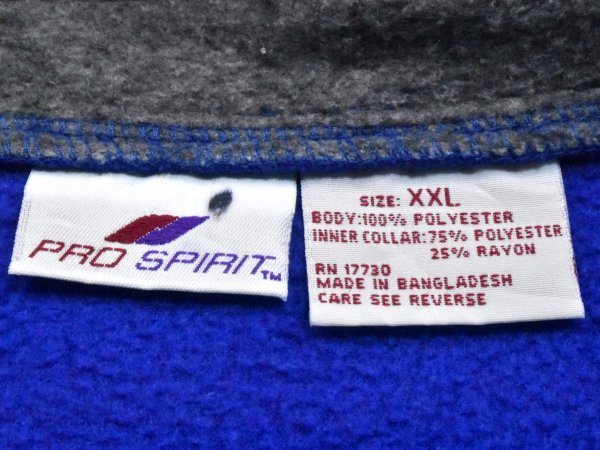 PRO SPIRIT™
SIZE: XXL
BODY:100% POLYESTER
INNER COLLAR:75% POLYESTER
25% RAYON
RN 17730
MADE IN BANGLADESH
CARE SEE REVERSE